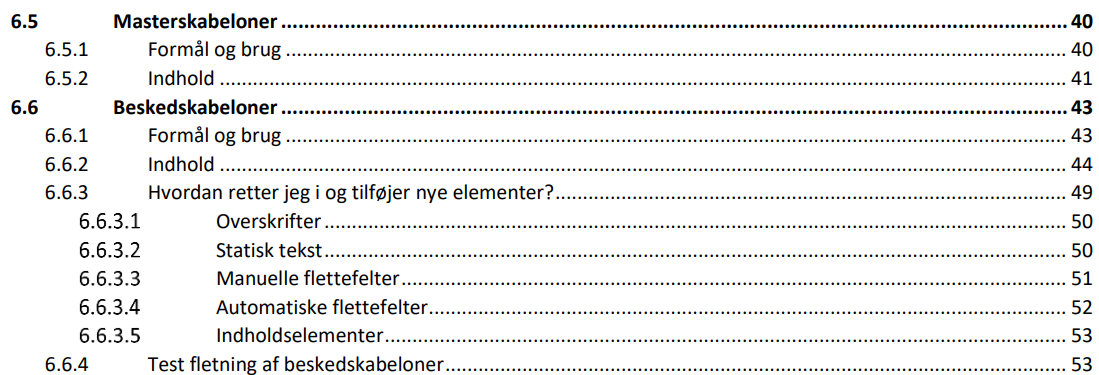 6.5 Masterskabeloner 40
6.5.1 Formål og brug 40
6.5.2 Indhold 41
6.6 Beskedskabeloner 43
6.6.1 Formål og brug 43
6.6.2 Indhold 44
6.6.3 Hvordan retter jeg i og tilføjer nye elementer? 49
6.6.3.1 Overskrifter 50
6.6.3.2 Statisk tekst 50
6.6.3.3 Manuelle flettefelter 51
6.6.3.4 Automatiske flettefelter 52
6.6.3.5 Indholdselementer 53
6.6.4 Test fletning af beskedskabeloner 53